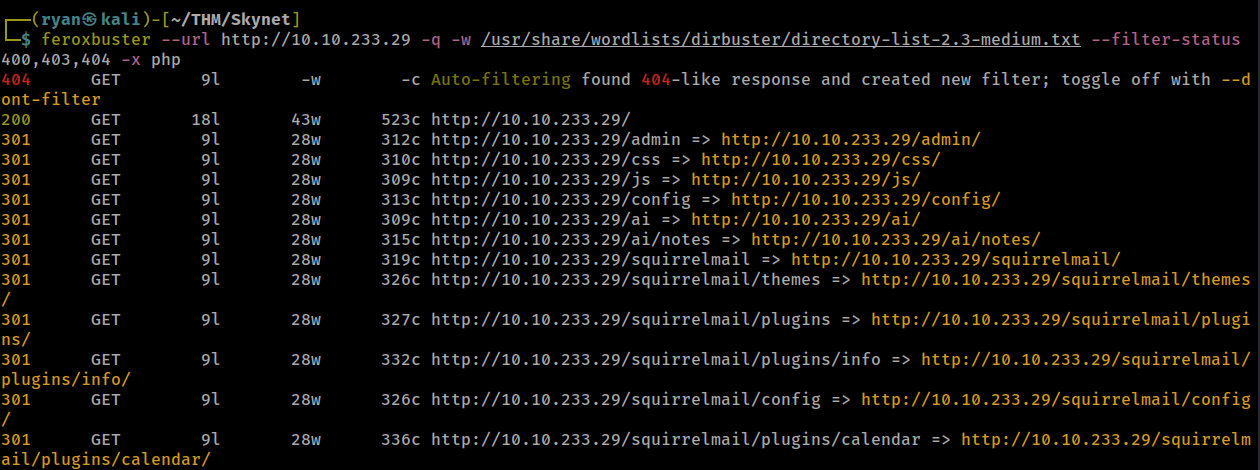 ┌──(ryan㉿kali)-[~/THM/Skynet]
└─$ feroxbuster --url http://10.10.233.29 -q -w /usr/share/wordlists/dirbuster/directory-list-2.3-medium.txt --filter-status
400,403,404 -x php
404      GET        9l        -w        -c Auto-filtering found 404-like response and created new filter; toggle off with --d
ont-filter
200      GET       18l       43w      523c http://10.10.233.29/
301      GET        9l       28w      312c http://10.10.233.29/admin => http://10.10.233.29/admin/
301      GET        9l       28w      310c http://10.10.233.29/css => http://10.10.233.29/css/
301      GET        9l       28w      309c http://10.10.233.29/js => http://10.10.233.29/js/
301      GET        9l       28w      313c http://10.10.233.29/config => http://10.10.233.29/config/
301      GET        9l       28w      309c http://10.10.233.29/ai => http://10.10.233.29/ai/
301      GET        9l       28w      315c http://10.10.233.29/ai/notes => http://10.10.233.29/ai/notes/
301      GET        9l       28w      319c http://10.10.233.29/squirrelmail => http://10.10.233.29/squirrelmail/
301      GET        9l       28w      326c http://10.10.233.29/squirrelmail/themes => http://10.10.233.29/squirrelmail/themes
/
301      GET        9l       28w      327c http://10.10.233.29/squirrelmail/plugins => http://10.10.233.29/squirrelmail/plugi
ns/
301      GET        9l       28w      332c http://10.10.233.29/squirrelmail/plugins/info => http://10.10.233.29/squirrelmail/
plugins/info/
301      GET        9l       28w      326c http://10.10.233.29/squirrelmail/config => http://10.10.233.29/squirrelmail/config
/
301      GET        9l       28w      336c http://10.10.233.29/squirrelmail/plugins/calendar => http://10.10.233.29/squirrelm
ail/plugins/calendar/